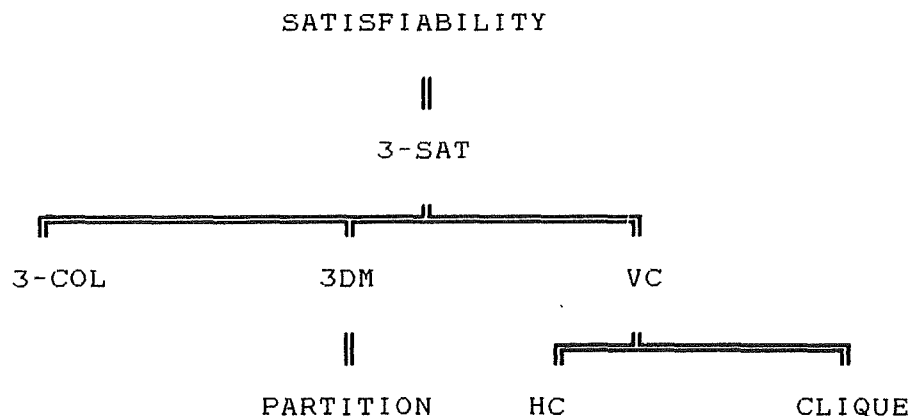 SATISFIABILITY
3-SAT
3-COL 3DM VC
PARTITION HC CLIQUE